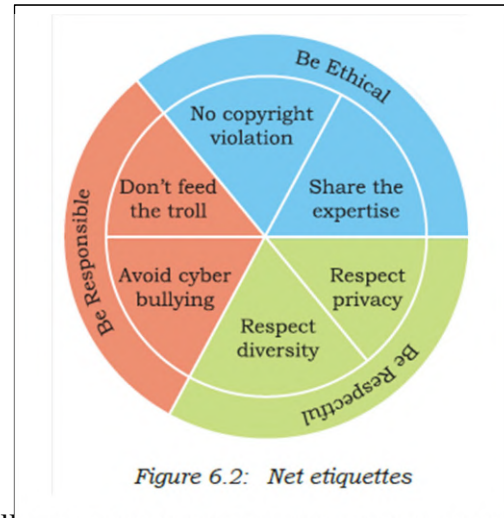 Be Ethical
No copyright
violation
Share the
expertise
Be Responsible
Don't feed
the troll
Avoid cyber
bullying
Respect
privacy
Respect
diversity
Be Respectful
Figure 6.2: Net etiquettes